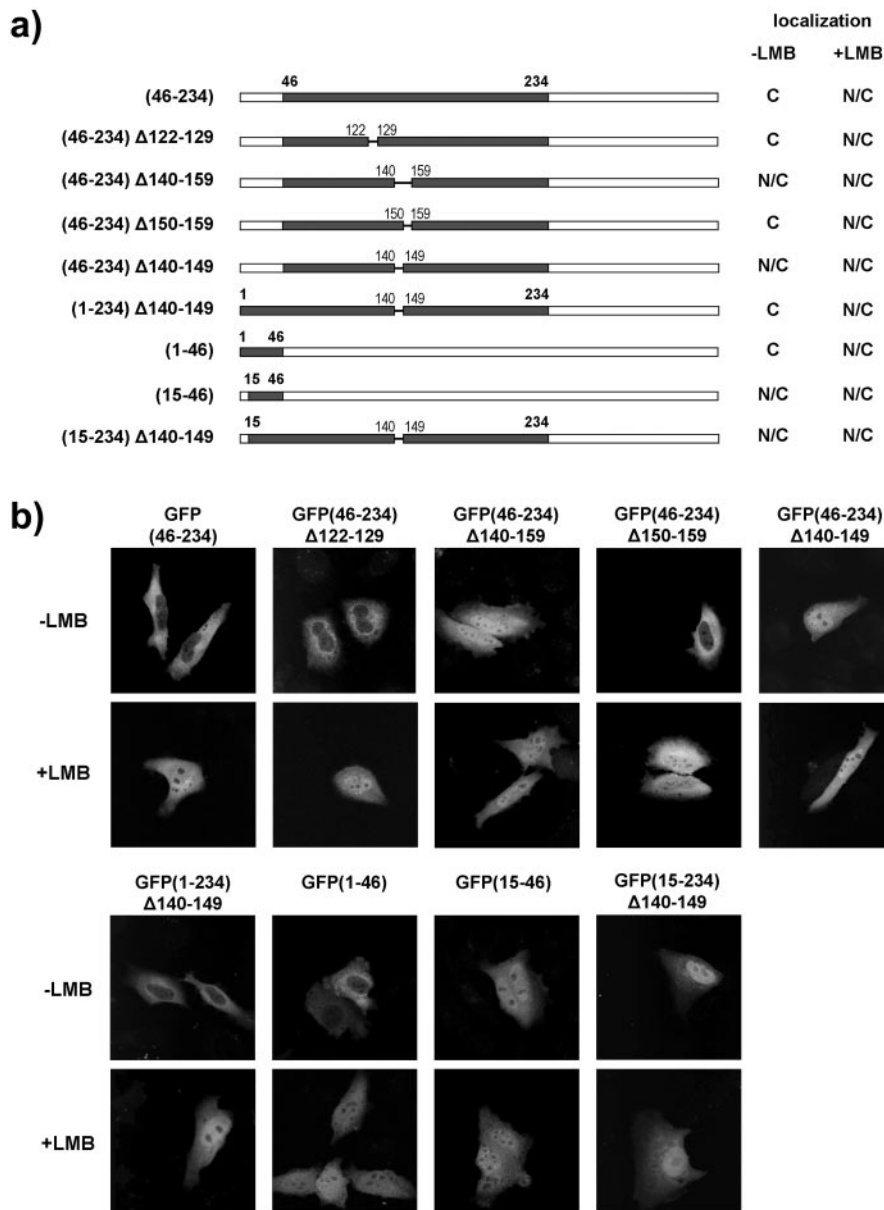 a)
localization
-LMB +LMB
(46-234) 46 234 C N/C
(46-234) Δ122-129 122 129 C N/C
(46-234) Δ140-159 140 159 N/C N/C
(46-234) Δ150-159 150 159 C N/C
(46-234) Δ140-149 140 149 N/C N/C
(1-234) Δ140-149 1 140 149 234 C N/C
(1-46) 1 46 C N/C
(15-46) 15 46 N/C N/C
(15-234) Δ140-149 15 140 149 234 N/C N/C
b)
GFP GFP(46-234) GFP(46-234) GFP(46-234) GFP(46-234)
(46-234) Δ122-129 Δ140-159 Δ150-159 Δ140-149
-LMB
+LMB
GFP(1-234) GFP(1-46) GFP(15-46) GFP(15-234)
Δ140-149 Δ140-149
-LMB
+LMB